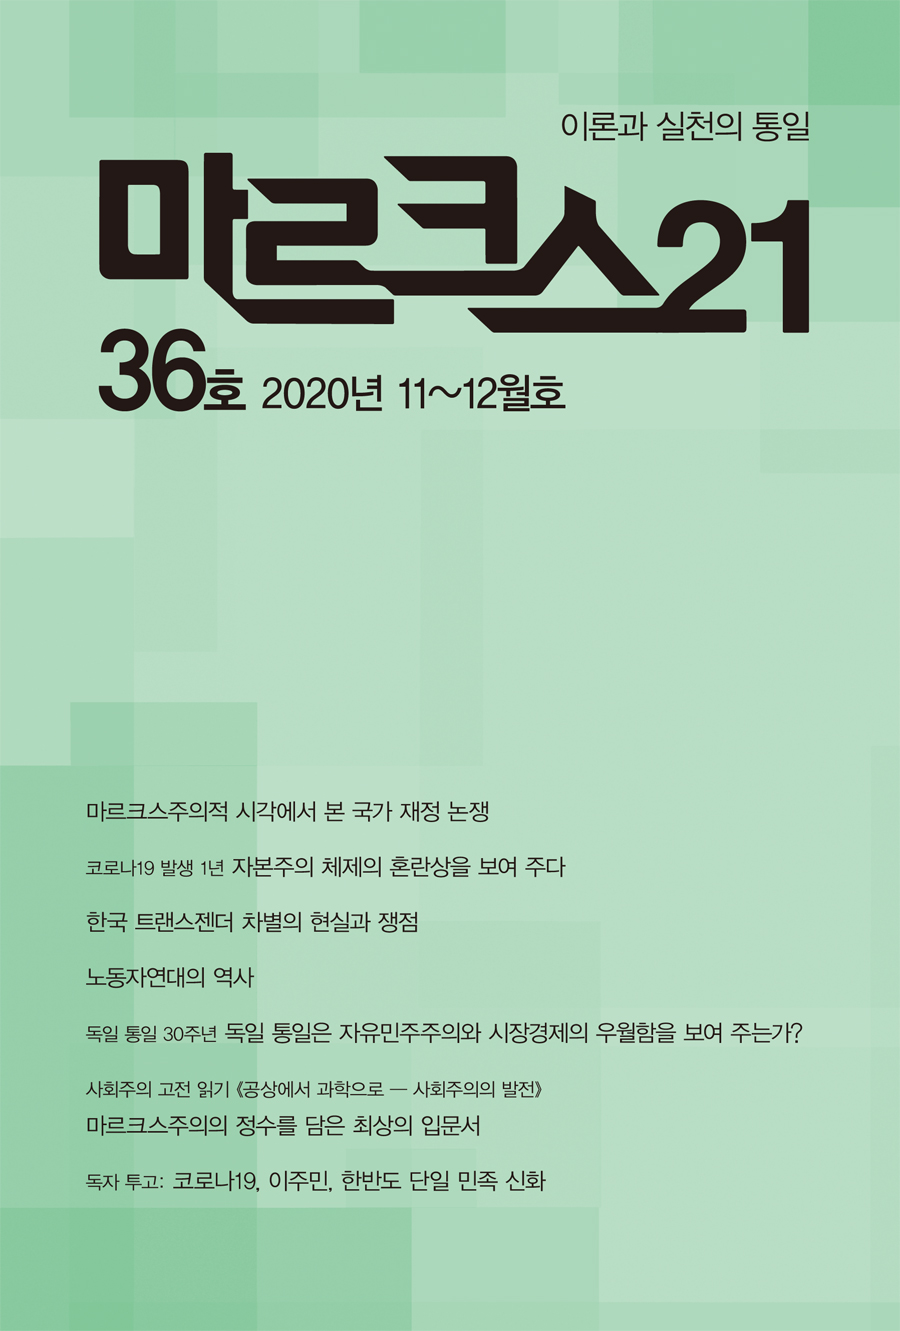 이론과 실천의 통일
마르크스21
36호 2020년 11~12월호
마르크스주의적 시각에서 본 국가 재정 논쟁
코로나19 발생 1년 자본주의 체제의 혼란상을 보여 주다
한국 트랜스젠더 차별의 현실과 쟁점
노동자연대의 역사
독일 통일 30주년 독일 통일은 자유민주주의와 시장경제의 우월함을 보여 주는가?
사회주의 고전 읽기 《공상에서 과학으로 — 사회주의의 발전》
마르크스주의의 정수를 담은 최상의 입문서
독자 투고: 코로나19, 이주민, 한반도 단일 민족 신화